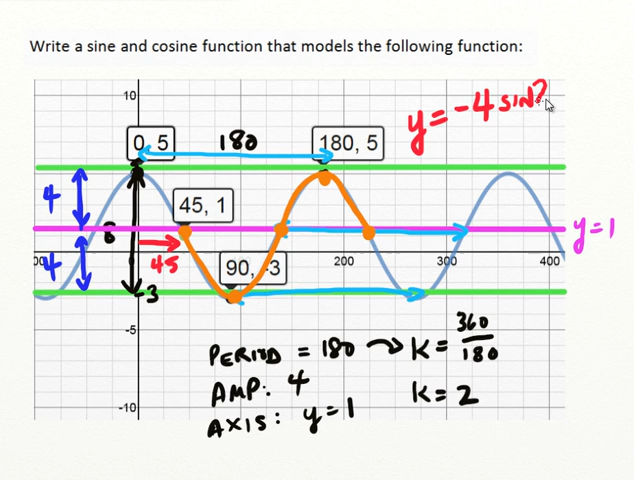 Write a sine and cosine function that models the following function:
10
y = -4 SIN?
0, 5
180
180, 5
4
45, 1
8
y = 1
4
45
90, -3
0
200
300
400
-3
-5
PERIOD = 180 → K = 360/180
AMP: 4
K = 2
AXIS: y = 1
-10